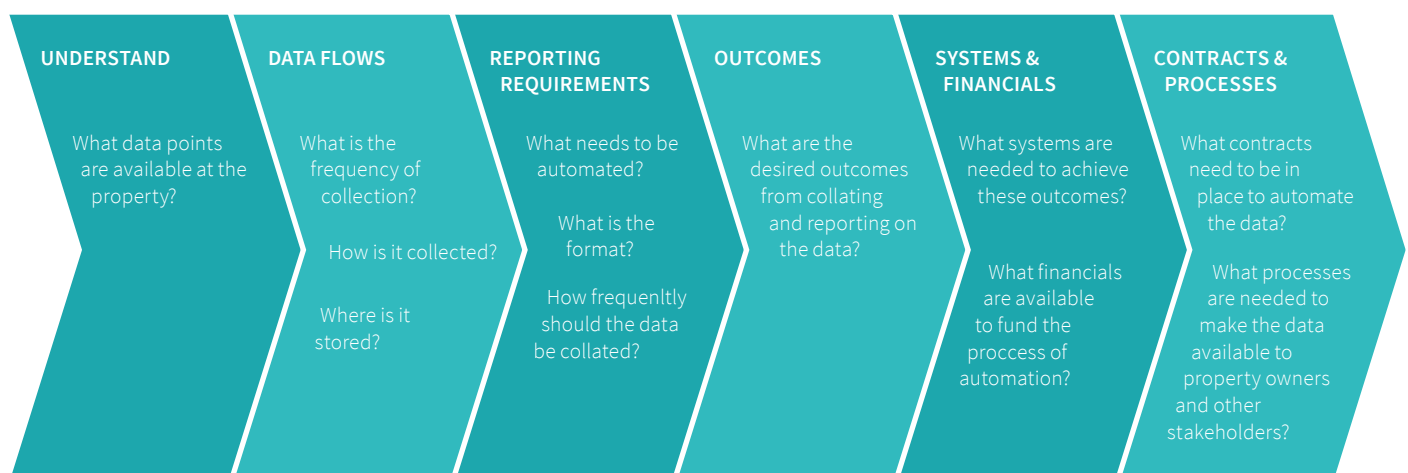 UNDERSTAND
What data points
are available at the
property?
DATA FLOWS
What is the
frequency of
collection?
How is it collected?
Where is it
stored?
REPORTING
REQUIREMENTS
What needs to be
automated?
What is the
format?
How frequenltly
should the data
be collated?
OUTCOMES
What are the
desired outcomes
from collating
and reporting on
the data?
SYSTEMS &
FINANCIALS
What systems are
needed to achieve
these outcomes?
What financials
are available
to fund the
proccess of
automation?
CONTRACTS &
PROCESSES
What contracts
need to be in
place to automate
the data?
What processes
are needed to
make the data
available to
property owners
and other
stakeholders?